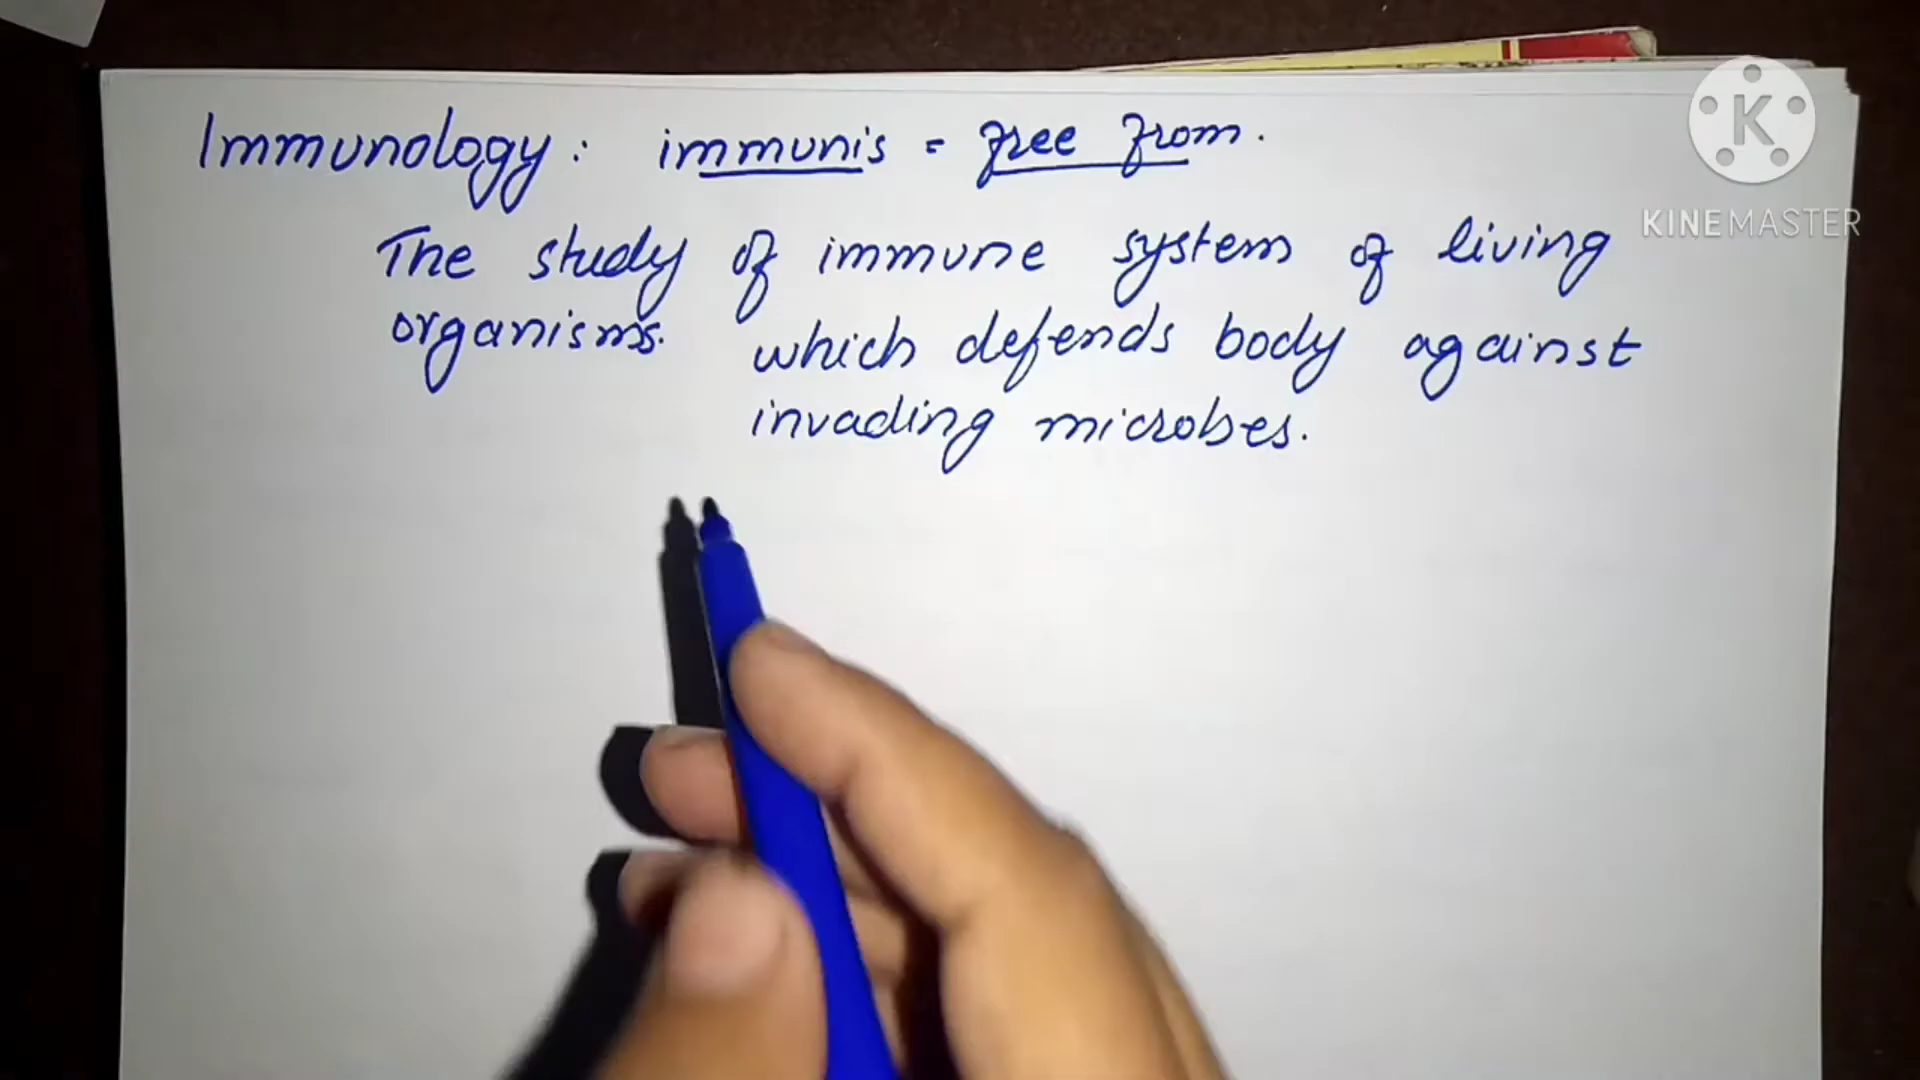 Immunology : immunis = free from.
The study of immune system of living
organisms. which defends body against
invading microbes.
K
KINEMASTER